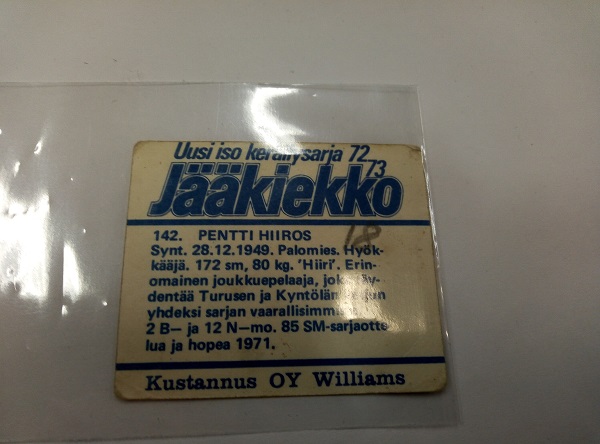 Uusi iso keräilysarja 72
73
Jääkiekko
142. PENTTI HIIROS
18
Synt. 28.12.1949. Palomies. Hyök-
kääjä. 172 sm, 80 kg. 'Hiiri'. Erin-
omainen joukkuepelaaja,
dentää Turusen ja Kyntölän
yhdeksi sarjan
2 B— ja 12 N—mo. 85 SM-sarjaotte
lua ja hopea 1971.
Kustannus OY Williams